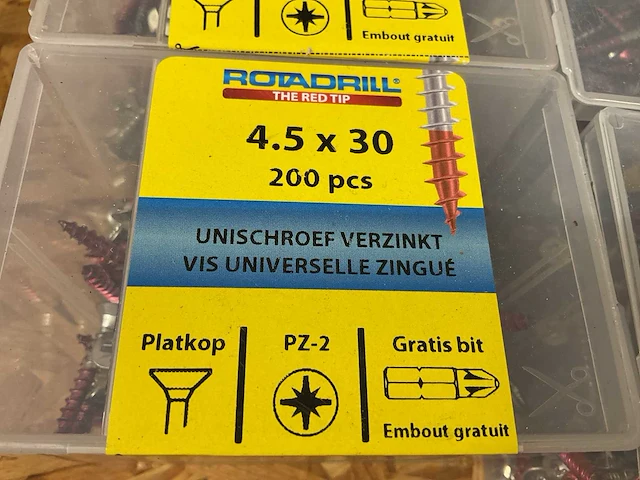 Embout gratuit
ROTADRILL®
THE RED TIP
4.5 x 30
200 pcs
UNISCHROEF VERZINKT
VIS UNIVERSELLE ZINGUÉ
Platkop
PZ-2
Gratis bit
Embout gratuit